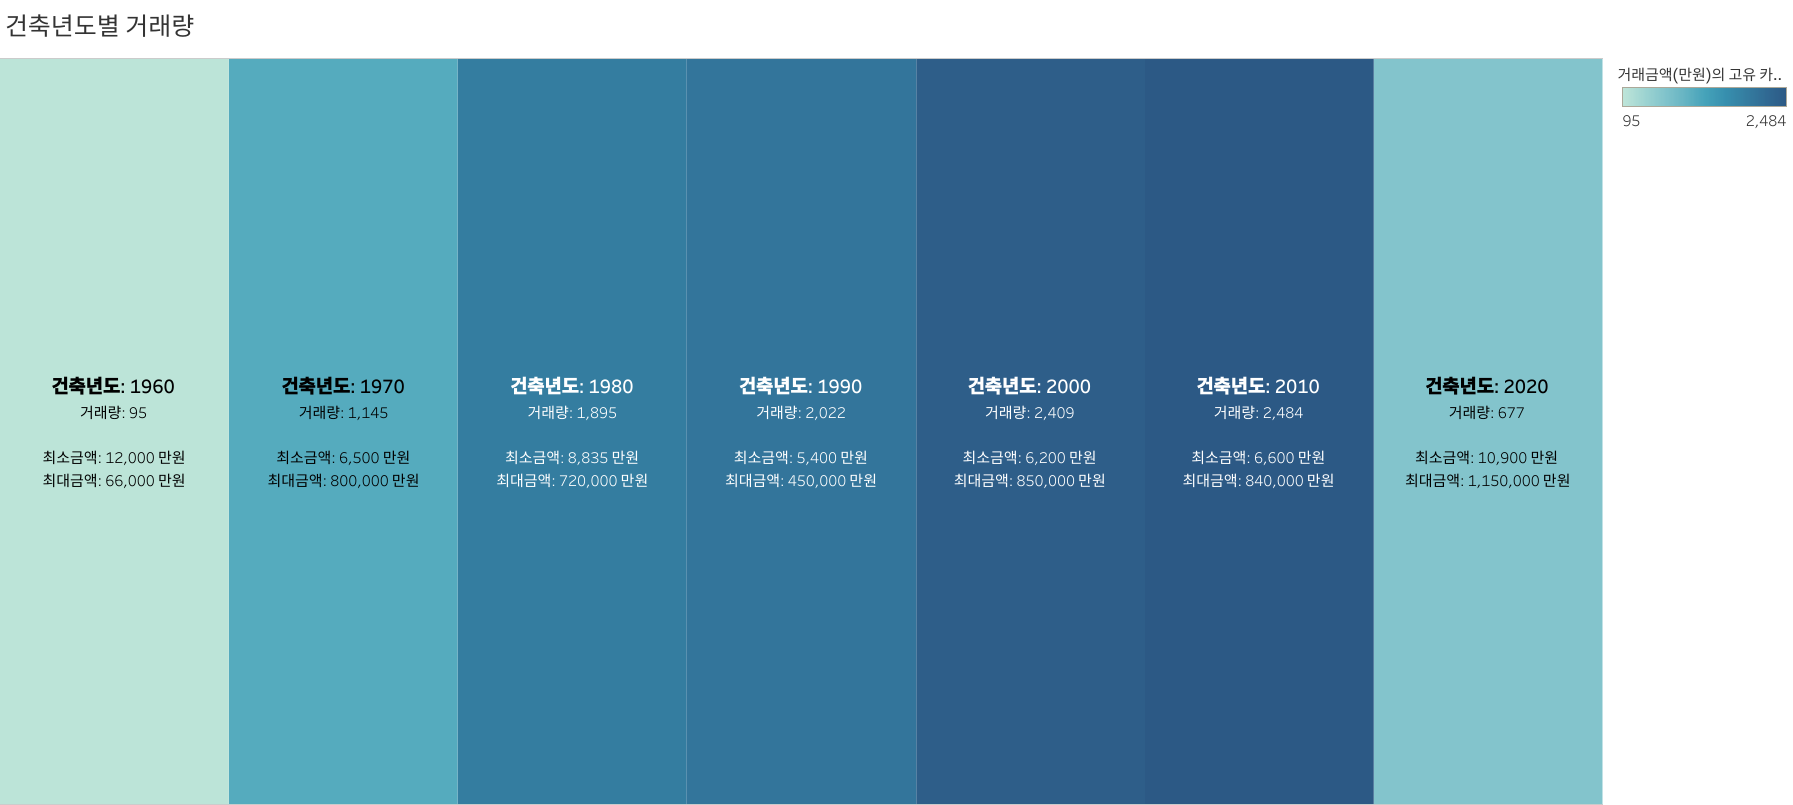 건축년도별 거래량
거래금액(만원)의 고유 카..
95 2,484
건축년도: 1960
거래량: 95
최소금액: 12,000 만원
최대금액: 66,000 만원
건축년도: 1970
거래량: 1,145
최소금액: 6,500 만원
최대금액: 800,000 만원
건축년도: 1980
거래량: 1,895
최소금액: 8,835 만원
최대금액: 720,000 만원
건축년도: 1990
거래량: 2,022
최소금액: 5,400 만원
최대금액: 450,000 만원
건축년도: 2000
거래량: 2,409
최소금액: 6,200 만원
최대금액: 850,000 만원
건축년도: 2010
거래량: 2,484
최소금액: 6,600 만원
최대금액: 840,000 만원
건축년도: 2020
거래량: 677
최소금액: 10,900 만원
최대금액: 1,150,000 만원